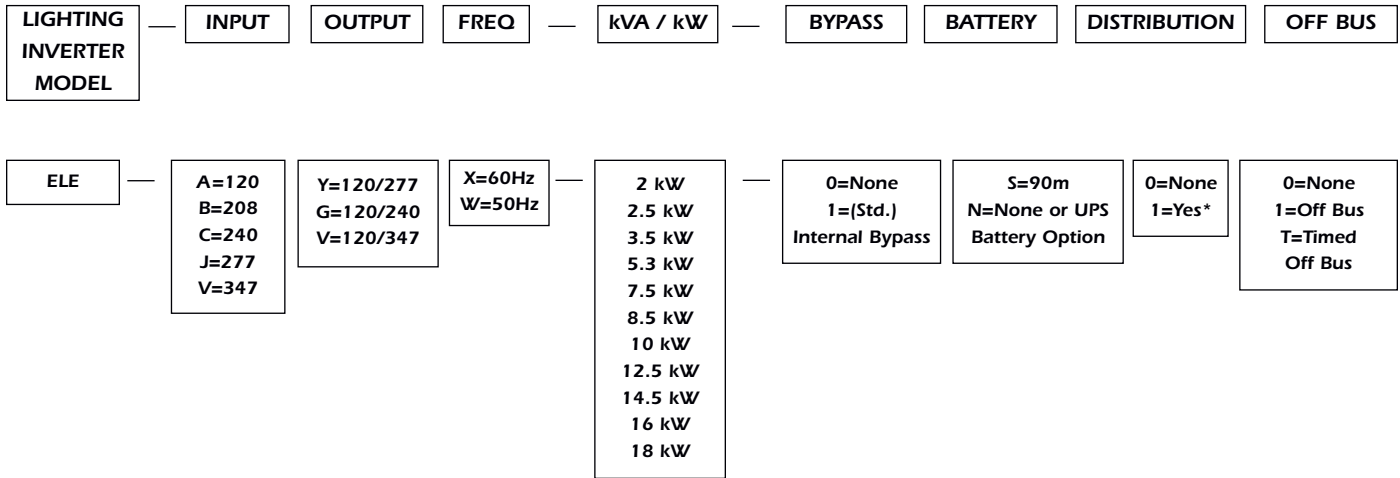 LIGHTING
INVERTER
MODEL
—
INPUT
OUTPUT
FREQ
—
kVA / kW
—
BYPASS
BATTERY
DISTRIBUTION
OFF BUS
ELE
—
A=120
B=208
C=240
J=277
V=347
Y=120/277
G=120/240
V=120/347
X=60Hz
W=50Hz
—
2 kW
2.5 kW
3.5 kW
5.3 kW
7.5 kW
8.5 kW
10 kW
12.5 kW
14.5 kW
16 kW
18 kW
—
0=None
1=(Std.)
Internal Bypass
S=90m
N=None or UPS
Battery Option
0=None
1=Yes*
0=None
1=Off Bus
T=Timed
Off Bus